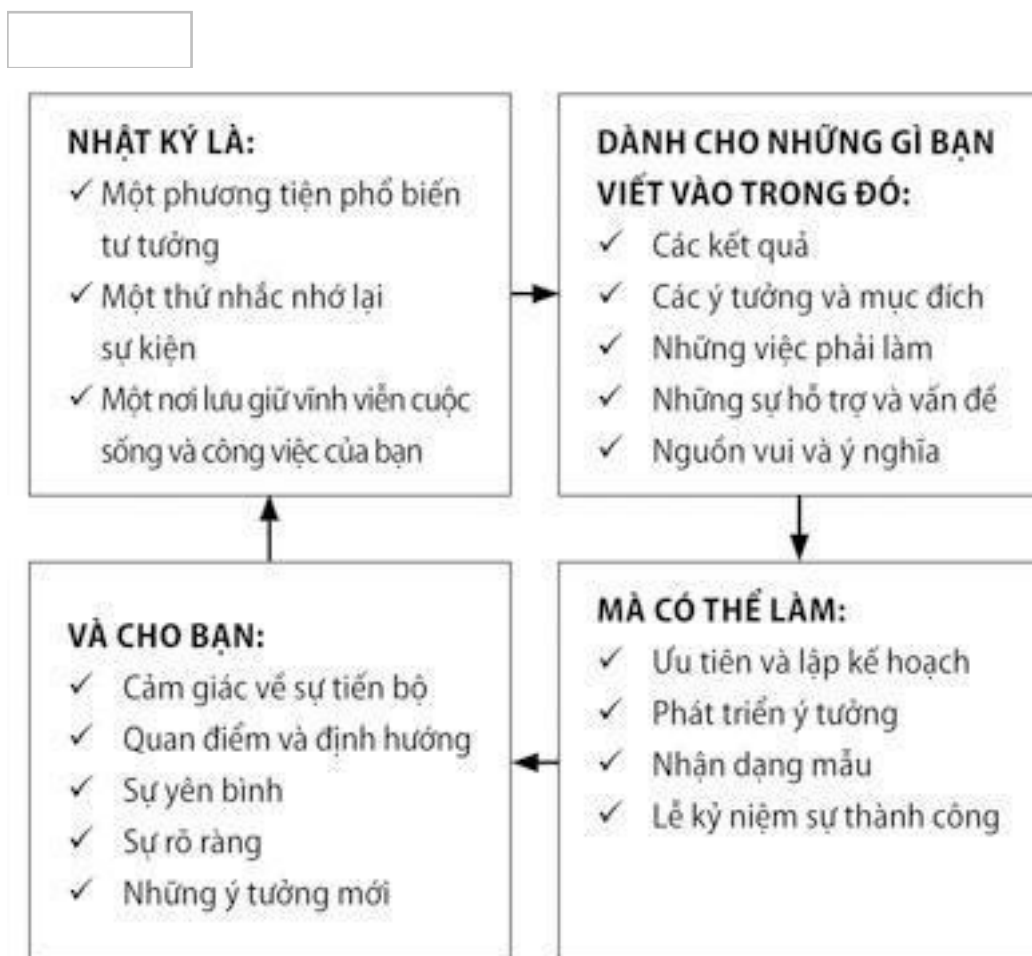 NHẬT KÝ LÀ:
✓ Một phương tiện phổ biến
tư tưởng
✓ Một thứ nhắc nhớ lại
sự kiện
✓ Một nơi lưu giữ vĩnh viễn cuộc
sống và công việc của bạn
DÀNH CHO NHỮNG GÌ BẠN
VIẾT VÀO TRONG ĐÓ:
✓ Các kết quả
✓ Các ý tưởng và mục đích
✓ Những việc phải làm
✓ Những sự hỗ trợ và vấn đề
✓ Nguồn vui và ý nghĩa
MÀ CÓ THỂ LÀM:
✓ Ưu tiên và lập kế hoạch
✓ Phát triển ý tưởng
✓ Nhận dạng mẫu
✓ Lễ kỷ niệm sự thành công
VÀ CHO BẠN:
✓ Cảm giác về sự tiến bộ
✓ Quan điểm và định hướng
✓ Sự yên bình
✓ Sự rõ ràng
✓ Những ý tưởng mới